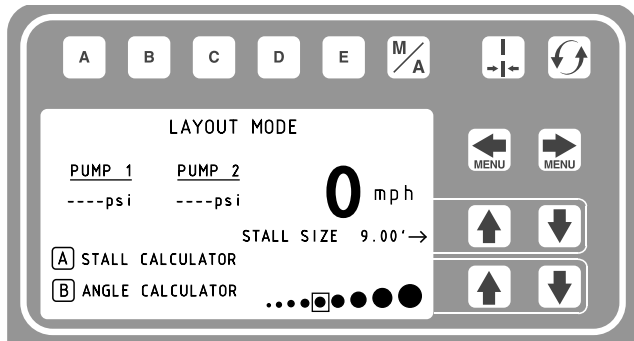 A B C D E M/A
LAYOUT MODE
MENU MENU
PUMP 1 PUMP 2
0 mph
----psi ----psi
STALL SIZE 9.00'→
A STALL CALCULATOR
B ANGLE CALCULATOR